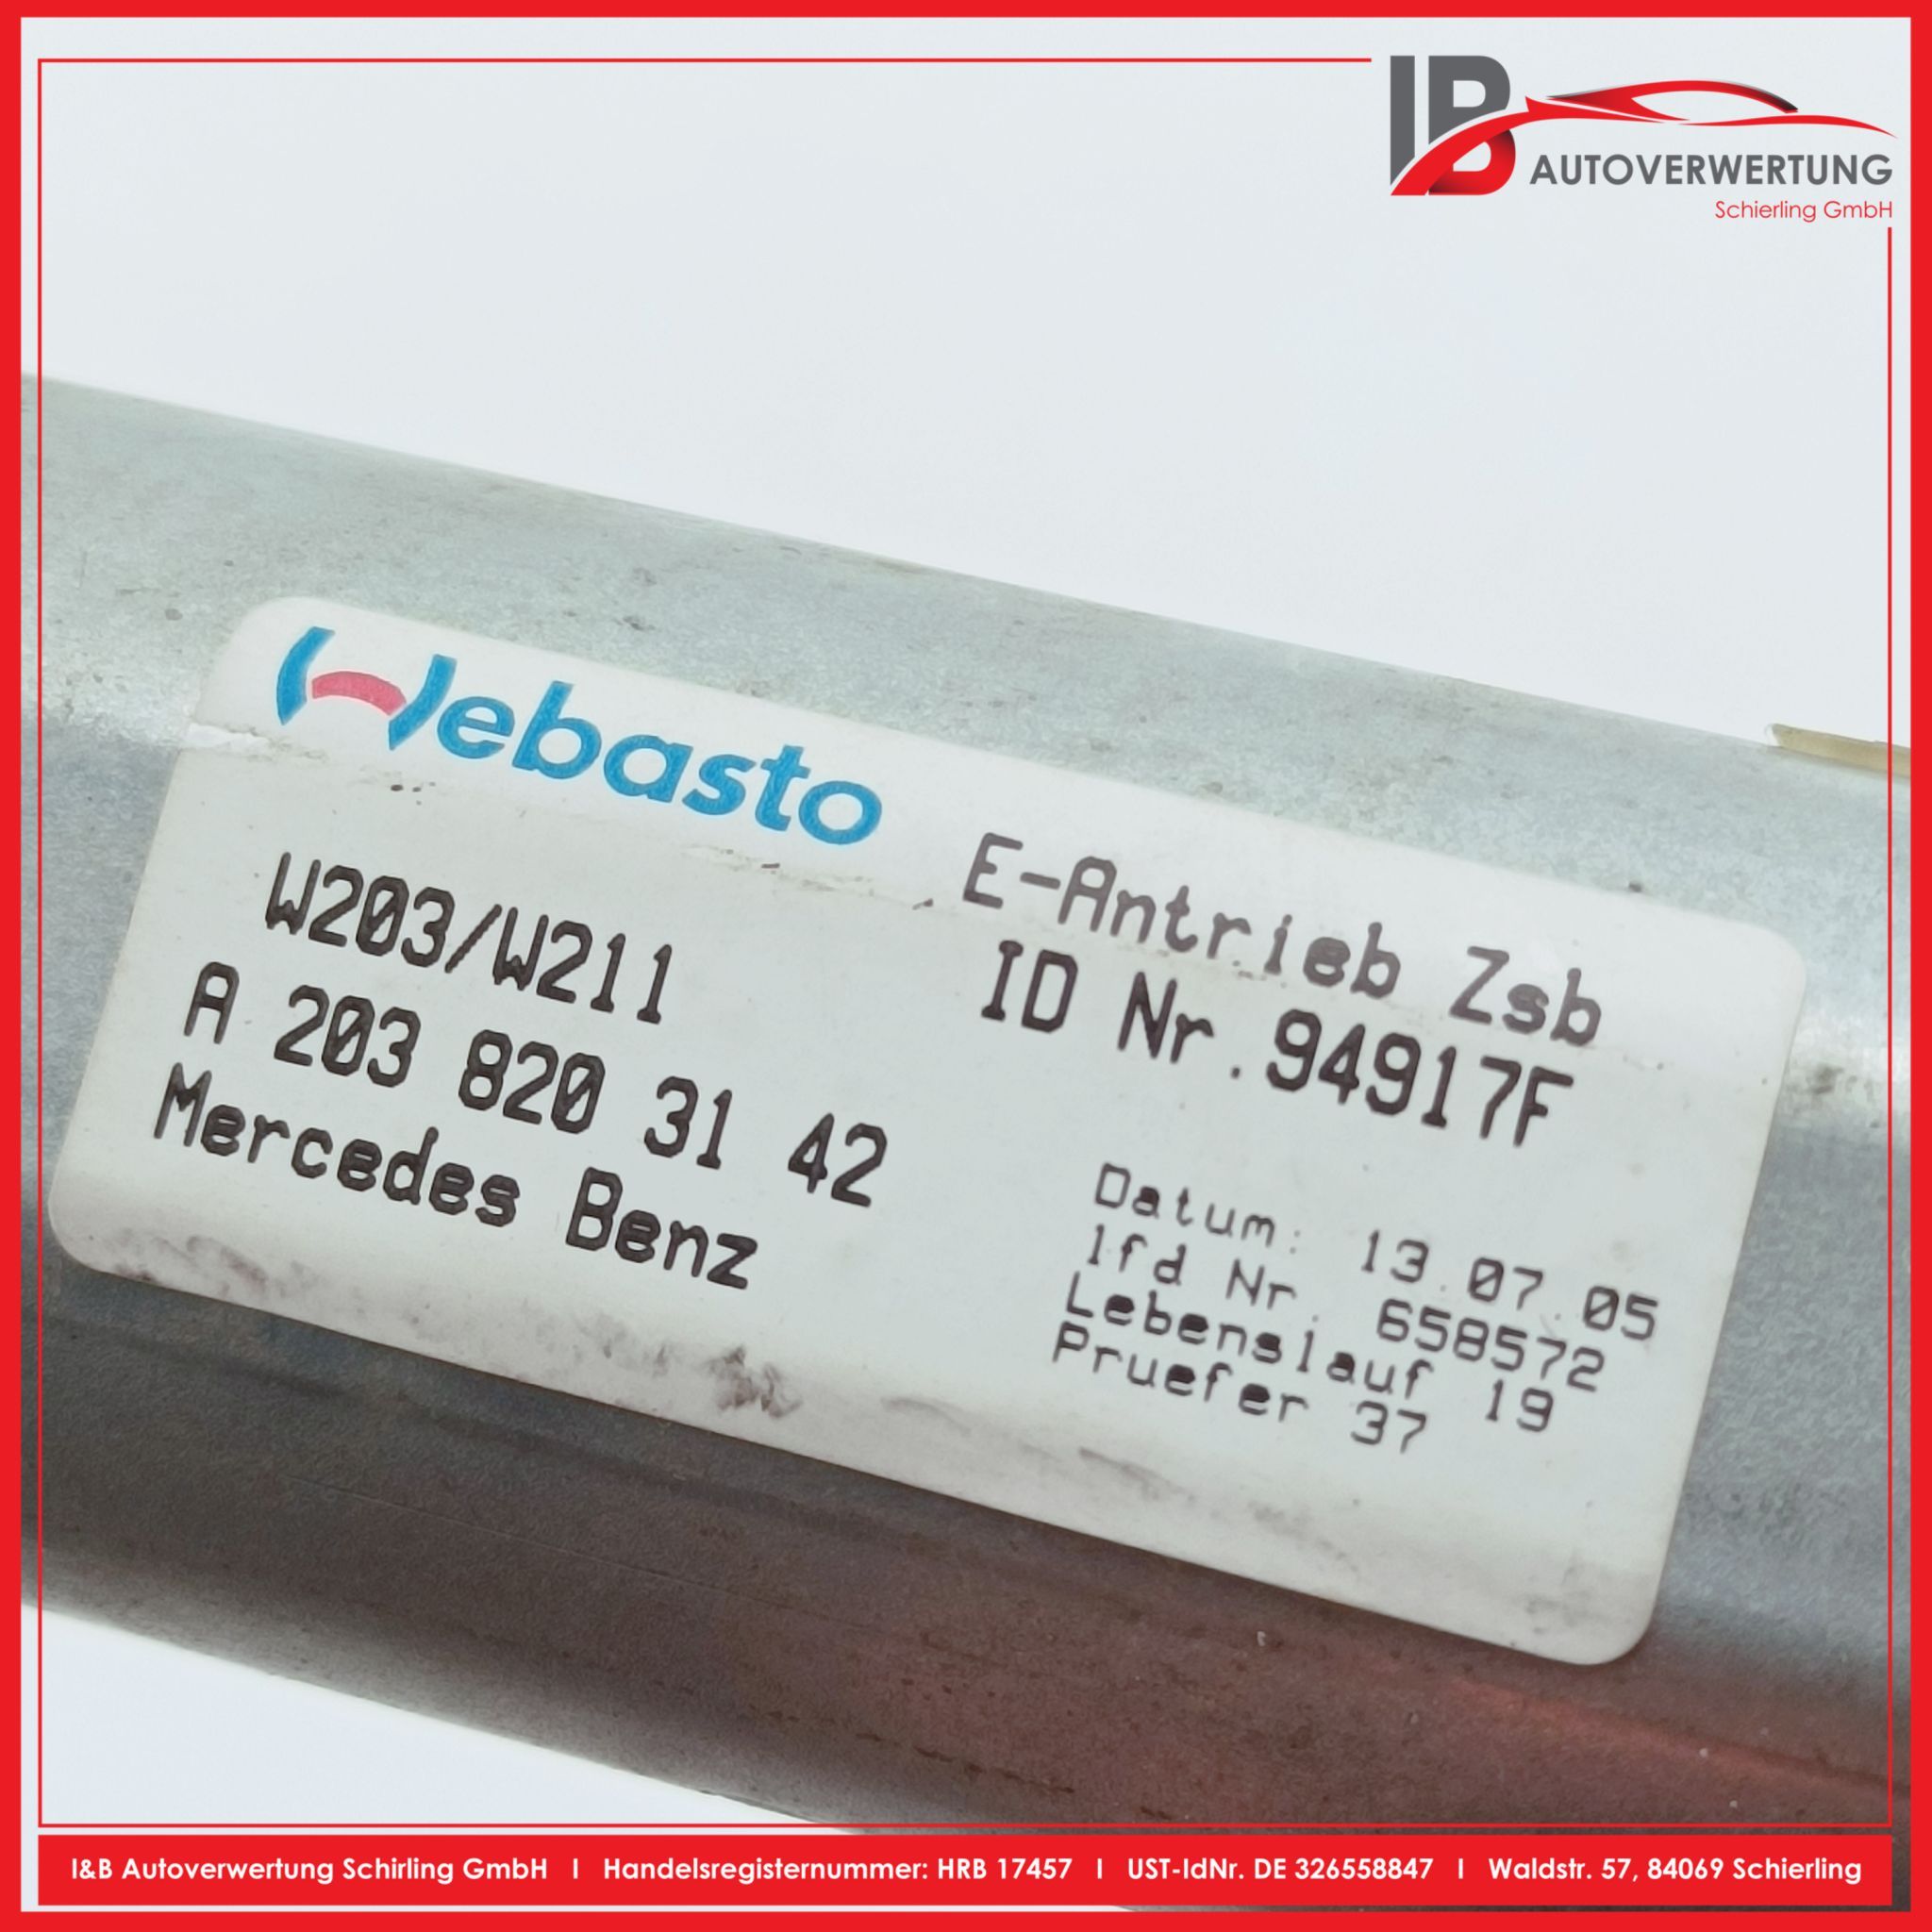 IB AUTOVERWERTUNG
Schierling GmbH
Webasto
E-Antrieb Zsb
W203/W211
ID Nr.94917F
A 203 820 31 42
Mercedes Benz
Datum: 13.07.05
lfd Nr. 658572
Lebenslauf 19
Pruefer 37
I&B Autoverwertung Schirling GmbH I Handelsregisternummer: HRB 17457 I UST-IdNr. DE 326558847 I Waldstr. 57, 84069 Schierling